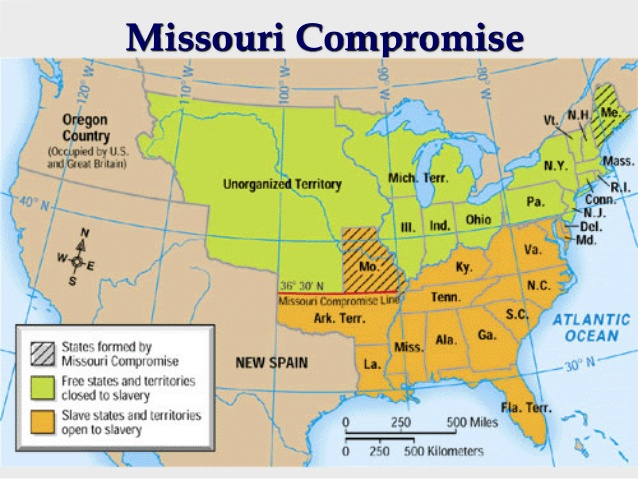 Missouri Compromise
120° W
110° W
100° W
90° W
80° W
Oregon
Country
(Occupied by U.S.
and Great Britain)
40° N
Unorganized Territory
Mich. Terr.
Vt.
N.H.
Me.
Mass.
N.Y.
R.I.
Conn.
Pa.
N.J.
Del.
Md.
Ill.
Ind.
Ohio
Va.
N
W
E
S
Mo.
Ky.
36° 30' N
Missouri Compromise Line
N.C.
Tenn.
Ark. Terr.
S.C.
ATLANTIC
OCEAN
Miss.
Ala.
Ga.
NEW SPAIN
La.
30° N
Fla. Terr.
States formed by
Missouri Compromise
Free states and territories
closed to slavery
Slave states and territories
open to slavery
0 250 500 Miles
0 250 500 Kilometers